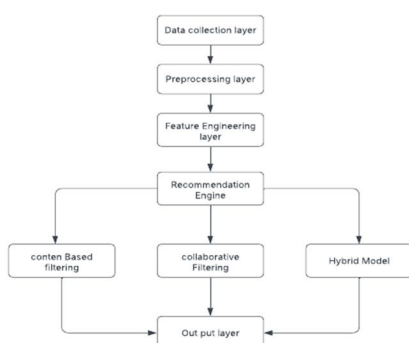 Data collection layer
Preprocessing layer
Feature Engineering
layer
Recommendation
Engine
conten Based
filtering
collaborative
Filtering
Hybrid Model
Out put layer